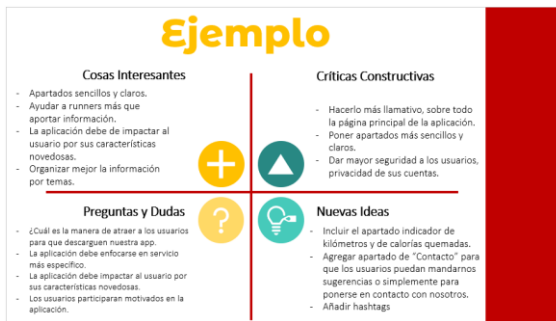 Ejemplo
Cosas Interesantes
- Apartados sencillos y claros.
- Ayudar a runners más que
aportar información.
- La aplicación debe de impactar al
usuario por sus características
novedosas.
- Organizar mejor la información
por temas.
Críticas Constructivas
- Hacerlo más llamativo, sobre todo
la página principal de la aplicación.
- Poner apartados más sencillos y
claros.
- Dar mayor seguridad a los usuarios,
privacidad de sus cuentas.
Preguntas y Dudas
- ¿Cuál es la manera de atraer a los usuarios
para que descarguen nuestra app.
- La aplicación debe enfocarse en servicio
más específico.
- La aplicación debe impactar al usuario por
sus características novedosas.
- Los usuarios participaran motivados en la
aplicación.
?
Nuevas Ideas
- Incluir el apartado indicador de
kilómetros y de calorías quemadas.
- Agregar apartado de "Contacto" para
que los usuarios puedan mandarnos
sugerencias o simplemente para
ponerse en contacto con nosotros.
- Añadir hashtags